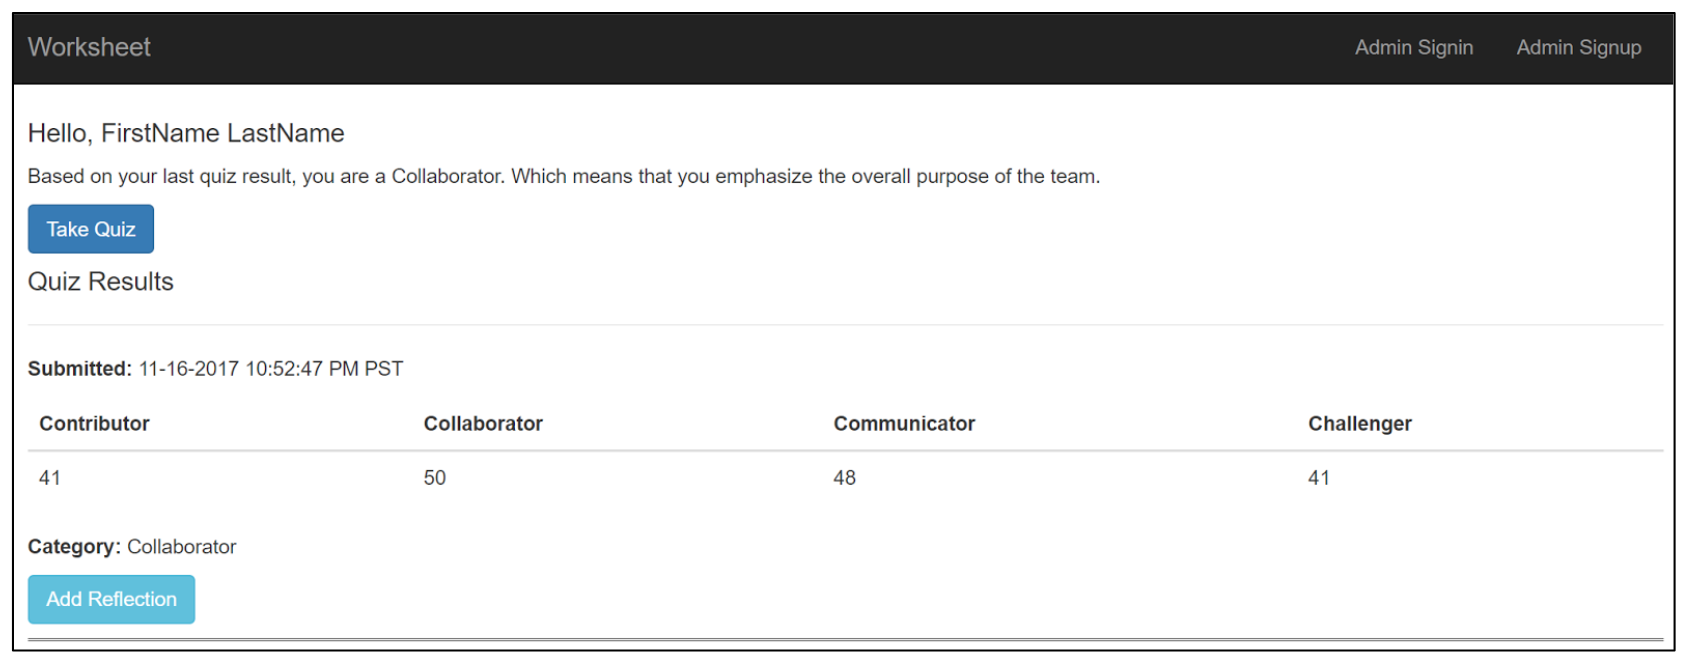 Worksheet Admin Signin Admin Signup
Hello, FirstName LastName
Based on your last quiz result, you are a Collaborator. Which means that you emphasize the overall purpose of the team.
Take Quiz
Quiz Results
Submitted: 11-16-2017 10:52:47 PM PST
Contributor Collaborator Communicator Challenger
41 50 48 41
Category: Collaborator
Add Reflection